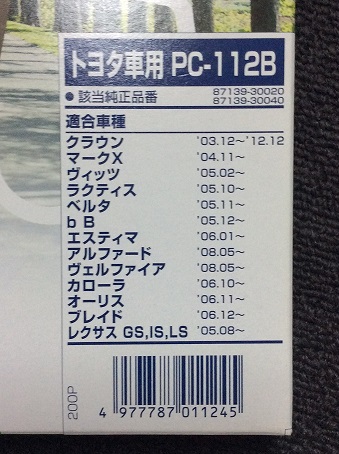 トヨタ車用 PC-112B
● 該当純正品番 87139-30020
87139-30040
適合車種
クラウン '03.12〜'12.12
マークX '04.11〜
ヴィッツ '05.02〜
ラクティス '05.10〜
ベルタ '05.11〜
b B '05.12〜
エスティマ '06.01〜
アルファード '08.05〜
ヴェルファイア '08.05〜
カローラ '06.10〜
オーリス '06.11〜
ブレイド '06.12〜
レクサス GS,IS,LS '05.08〜
200P
4 977787 011245